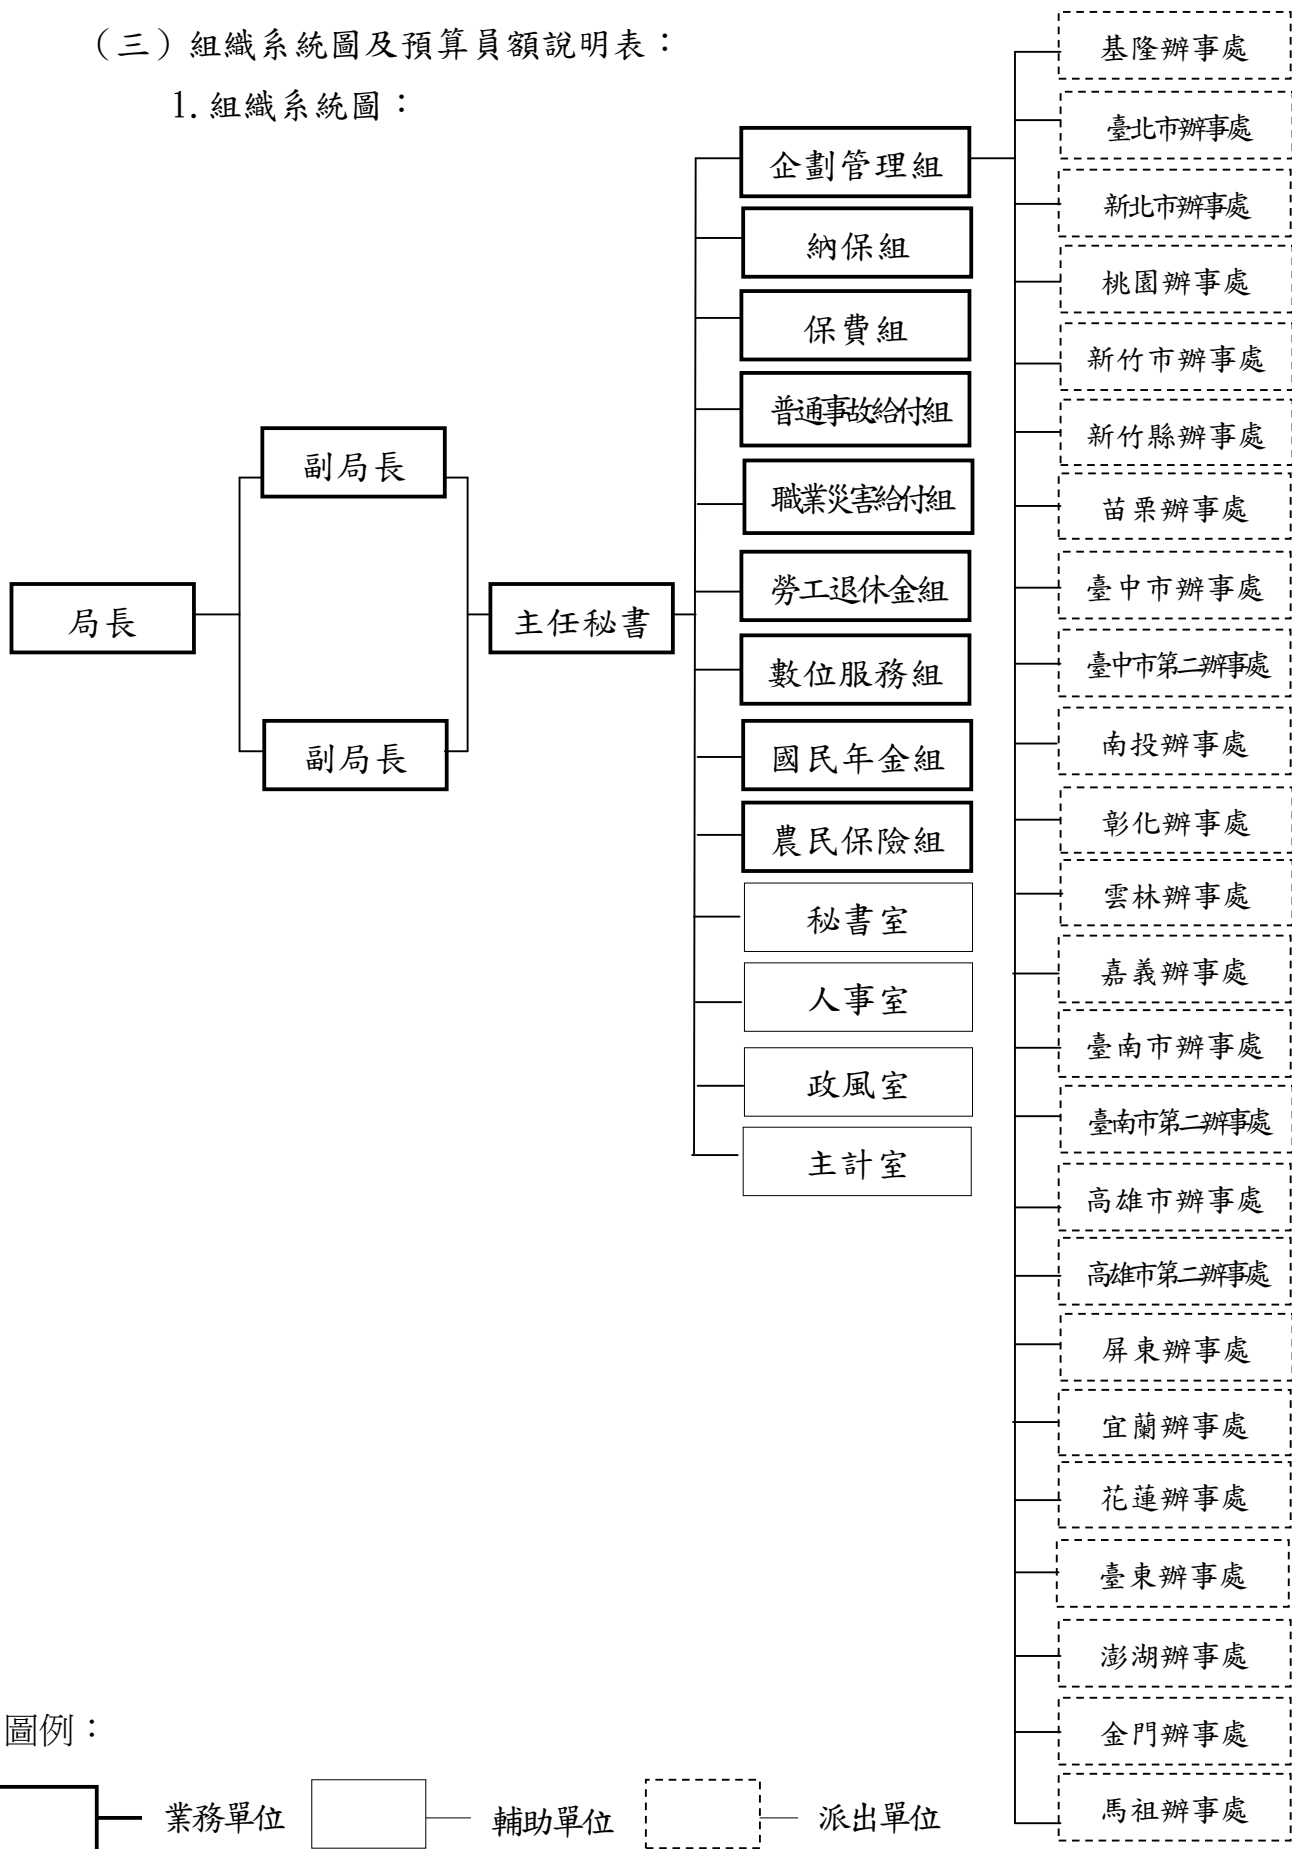 （三）組織系統圖及預算員額說明表：
1.組織系統圖：
局長
副局長
副局長
主任秘書
企劃管理組
納保組
保費組
普通事故給付組
職業災害給付組
勞工退休金組
數位服務組
國民年金組
農民保險組
秘書室
人事室
政風室
主計室
基隆辦事處
臺北市辦事處
新北市辦事處
桃園辦事處
新竹市辦事處
新竹縣辦事處
苗栗辦事處
臺中市辦事處
臺中市第二辦事處
南投辦事處
彰化辦事處
雲林辦事處
嘉義辦事處
臺南市辦事處
臺南市第二辦事處
高雄市辦事處
高雄市第二辦事處
屏東辦事處
宜蘭辦事處
花蓮辦事處
臺東辦事處
澎湖辦事處
金門辦事處
馬祖辦事處
圖例：
業務單位
輔助單位
派出單位